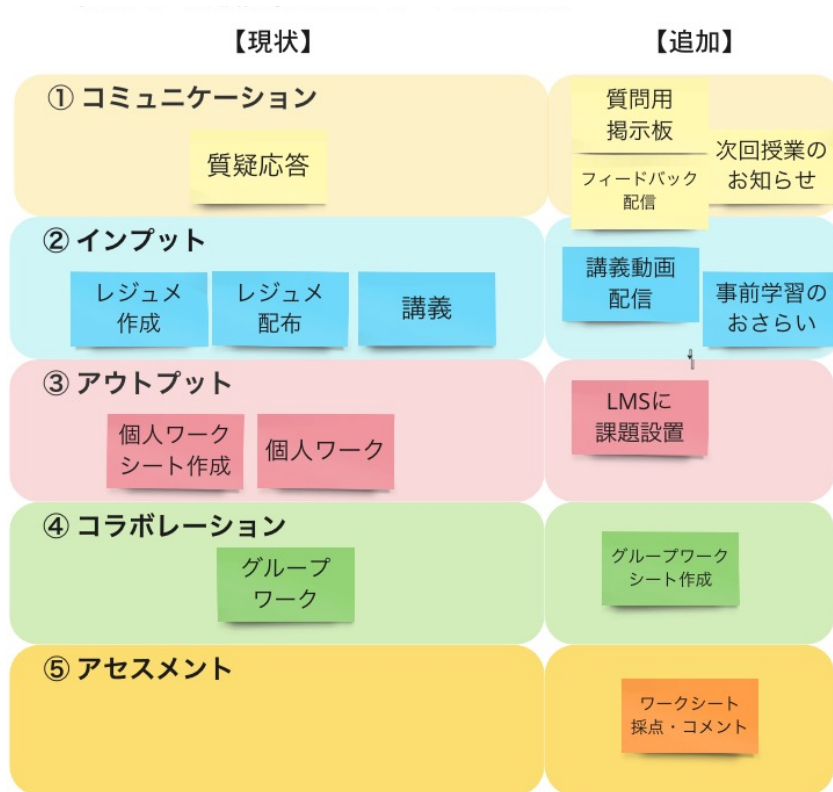 【現状】
【追加】
① コミュニケーション
質疑応答
質問用
掲示板
フィードバック
配信
次回授業の
お知らせ
② インプット
レジュメ
作成
レジュメ
配布
講義
講義動画
配信
事前学習の
おさらい
③ アウトプット
個人ワーク
シート作成
個人ワーク
LMSに
課題設置
④ コラボレーション
グループ
ワーク
グループワーク
シート作成
⑤ アセスメント
ワークシート
採点・コメント